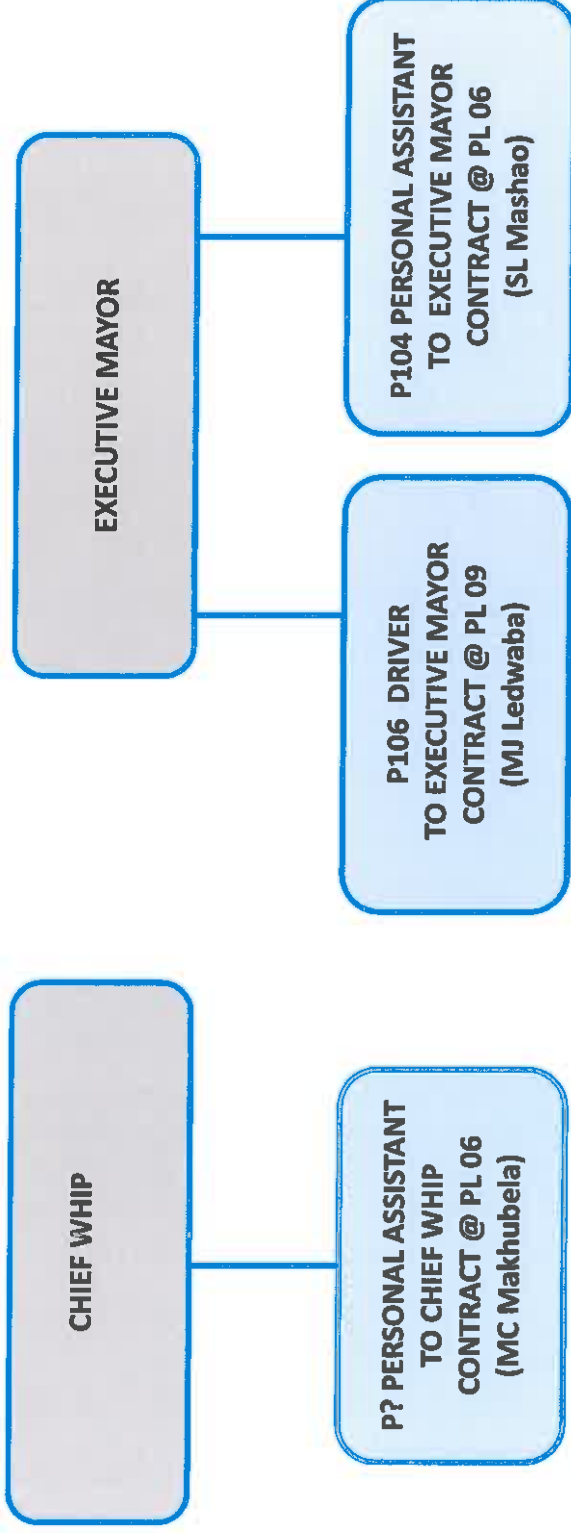 CHIEF WHIP
P? PERSONAL ASSISTANT
TO CHIEF WHIP
CONTRACT @ PL 06
(MC Makhubela)
EXECUTIVE MAYOR
P106 DRIVER
TO EXECUTIVE MAYOR
CONTRACT @ PL 09
(MJ Ledwaba)
P104 PERSONAL ASSISTANT
TO EXECUTIVE MAYOR
CONTRACT @ PL 06
(SL Mashao)